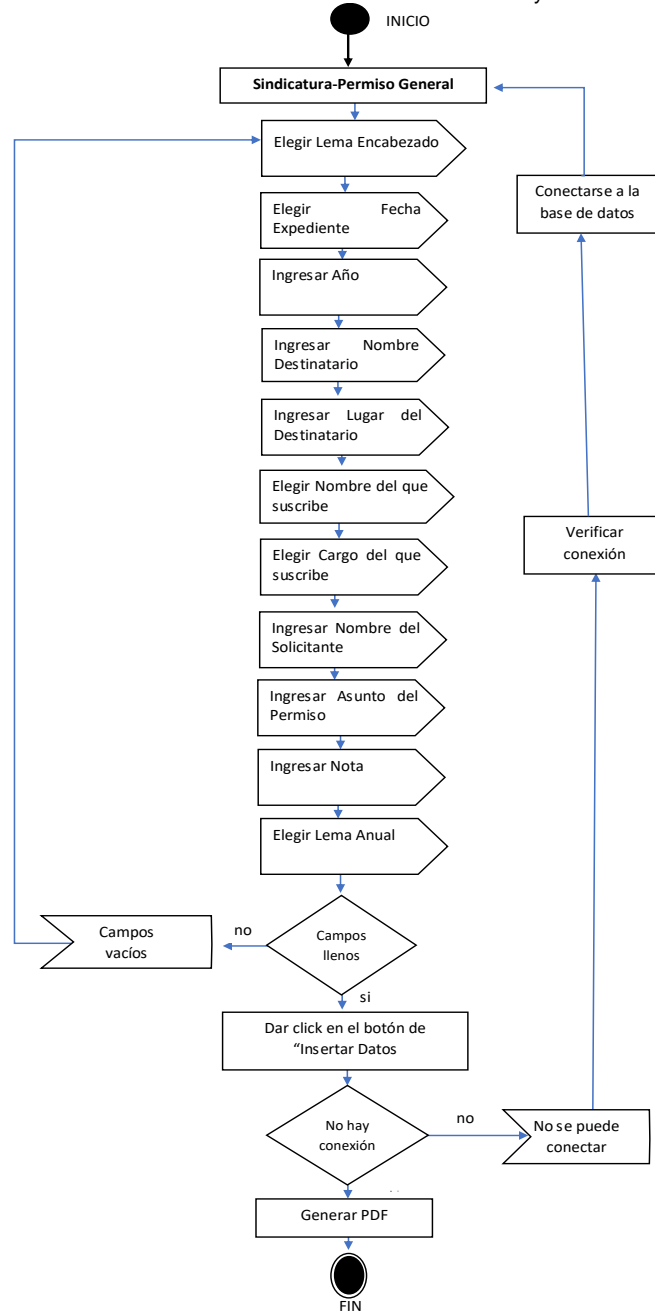 INICIO
Sindicatura-Permiso General
Elegir Lema Encabezado
Elegir Fecha
Expediente
Ingresar Año
Ingresar Nombre
Destinatario
Ingresar Lugar del
Destinatario
Elegir Nombre del que
suscribe
Elegir Cargo del que
suscribe
Ingresar Nombre del
Solicitante
Ingresar Asunto del
Permiso
Ingresar Nota
Elegir Lema Anual
Campos
llenos
no
Campos
vacíos
si
Dar click en el botón de
“Insertar Datos
No hay
conexión
no
No se puede
conectar
Verificar
conexión
Conectarse a la
base de datos
Generar PDF
FIN